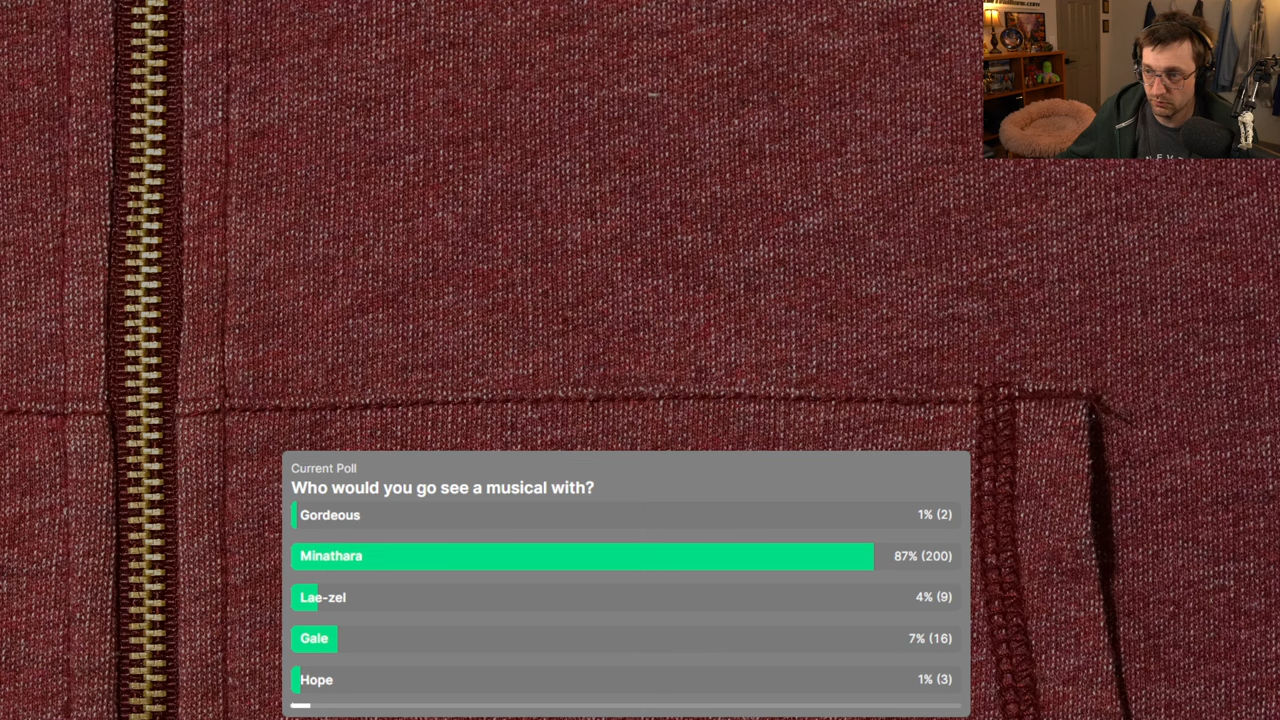 Current Poll
Who would you go see a musical with?
Gordeous 1% (2)
Minathara 87% (200)
Lae-zel 4% (9)
Gale 7% (16)
Hope 1% (3)